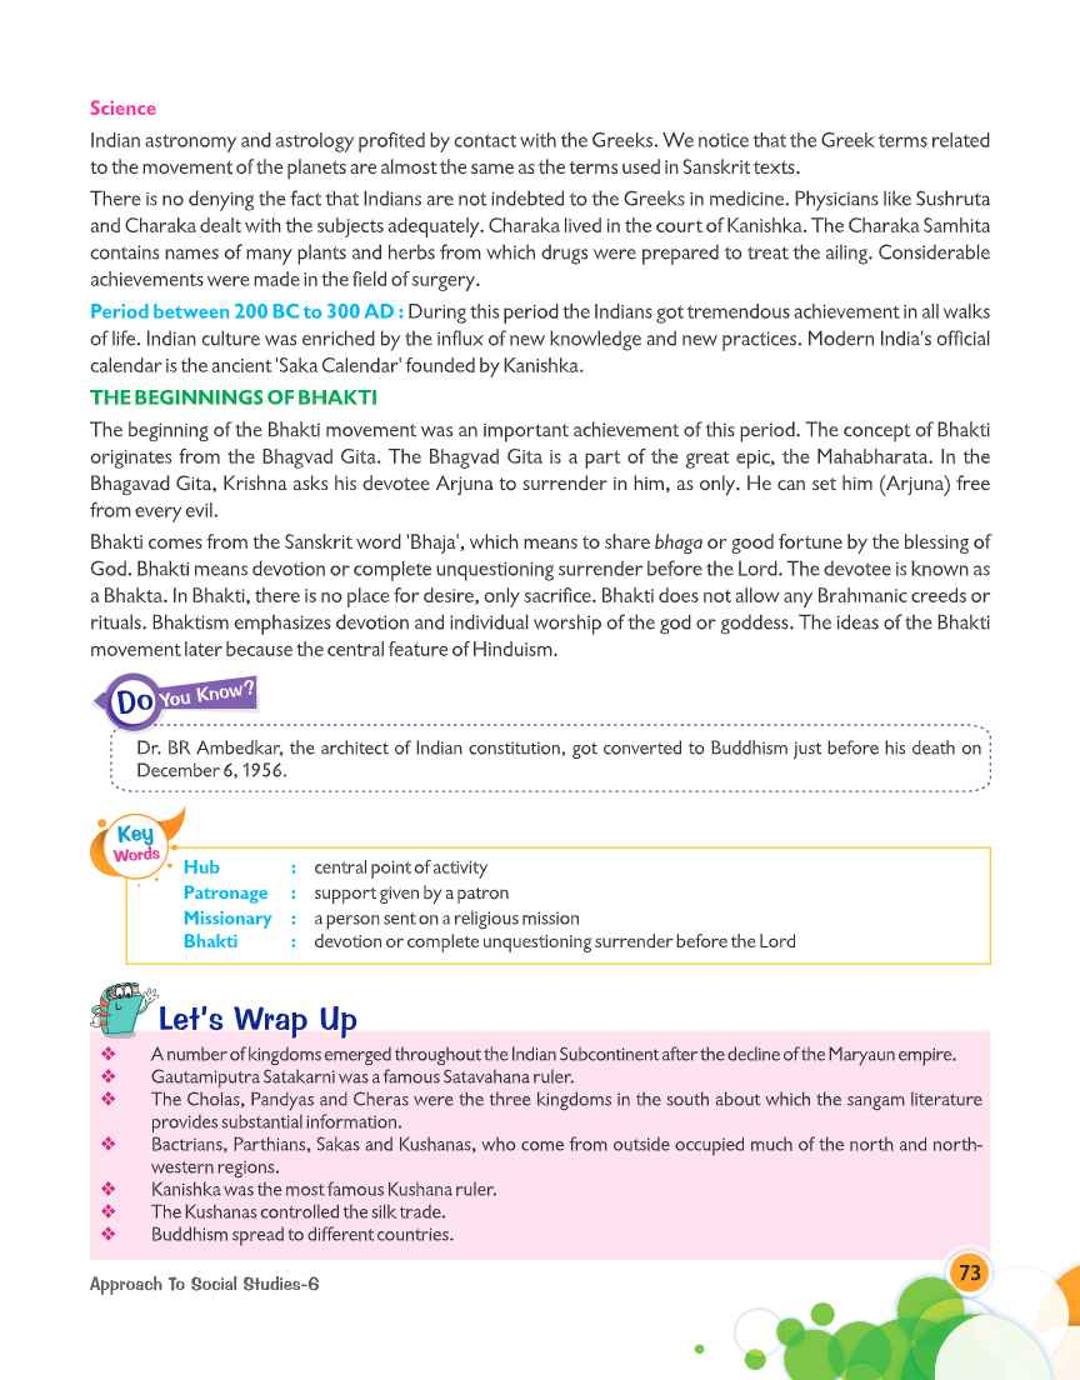 Science
Indian astronomy and astrology profited by contact with the Greeks. We notice that the Greek terms related
to the movement of the planets are almost the same as the terms used in Sanskrit texts.
There is no denying the fact that Indians are not indebted to the Greeks in medicine. Physicians like Sushruta
and Charaka dealt with the subjects adequately. Charaka lived in the court of Kanishka. The Charaka Samhita
contains names of many plants and herbs from which drugs were prepared to treat the ailing. Considerable
achievements were made in the field of surgery.
Period between 200 BC to 300 AD : During this period the Indians got tremendous achievement in all walks
of life. Indian culture was enriched by the influx of new knowledge and new practices. Modern India's official
calendar is the ancient 'Saka Calendar' founded by Kanishka.
THE BEGINNINGS OF BHAKTI
The beginning of the Bhakti movement was an important achievement of this period. The concept of Bhakti
originates from the Bhagvad Gita. The Bhagvad Gita is a part of the great epic, the Mahabharata. In the
Bhagavad Gita, Krishna asks his devotee Arjuna to surrender in him, as only. He can set him (Arjuna) free
from every evil.
Bhakti comes from the Sanskrit word 'Bhaja', which means to share bhaga or good fortune by the blessing of
God. Bhakti means devotion or complete unquestioning surrender before the Lord. The devotee is known as
a Bhakta. In Bhakti, there is no place for desire, only sacrifice. Bhakti does not allow any Brahmanic creeds or
rituals. Bhaktism emphasizes devotion and individual worship of the god or goddess. The ideas of the Bhakti
movement later because the central feature of Hinduism.
Do You Know?
Dr. BR Ambedkar, the architect of Indian constitution, got converted to Buddhism just before his death on
December 6, 1956.
Key
Words
Hub : central point of activity
Patronage : support given by a patron
Missionary : a person sent on a religious mission
Bhakti : devotion or complete unquestioning surrender before the Lord
Let's Wrap Up
❖ A number of kingdoms emerged throughout the Indian Subcontinent after the decline of the Maryaun empire.
❖ Gautamiputra Satakarni was a famous Satavahana ruler.
❖ The Cholas, Pandyas and Cheras were the three kingdoms in the south about which the sangam literature
provides substantial information.
❖ Bactrians, Parthians, Sakas and Kushanas, who come from outside occupied much of the north and north-
western regions.
❖ Kanishka was the most famous Kushana ruler.
❖ The Kushanas controlled the silk trade.
❖ Buddhism spread to different countries.
Approach To Social Studies-6
73